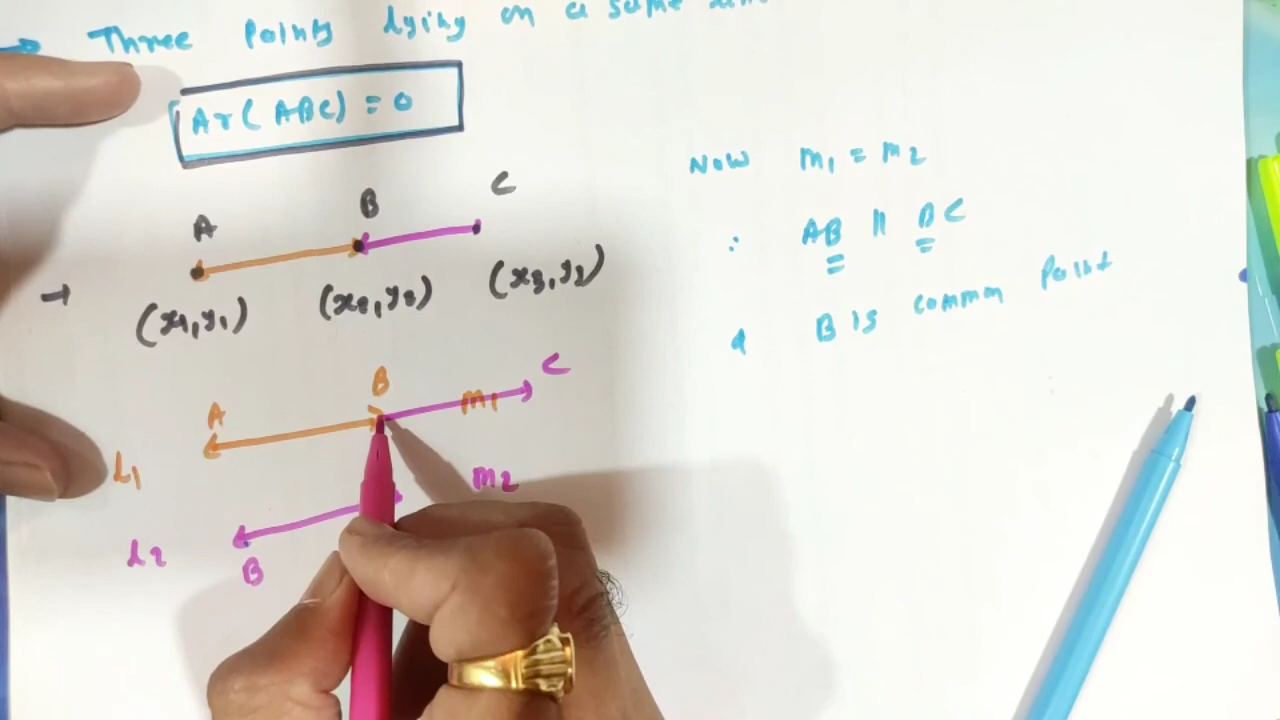 → Three Points lying on a same line
Ar( ABC) = 0
A B C
→ (x1,y1) (x2,y2) (x3,y3)
A B m1 C
L1
m2
L2 B
Now m1 = m2
∴ AB || BC
& B is common Point